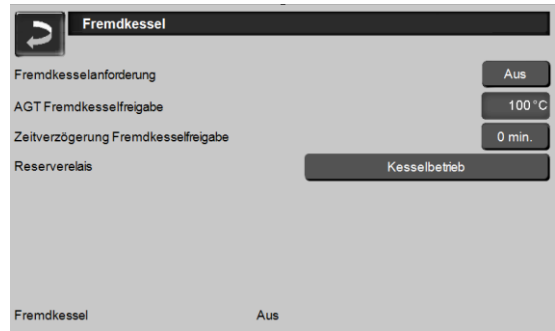 Fremdkessel
Fremdkesselanforderung Aus
AGT Fremdkesselfreigabe 100 °C
Zeitverzögerung Fremdkesselfreigabe 0 min.
Reserverelais Kesselbetrieb
Fremdkessel Aus